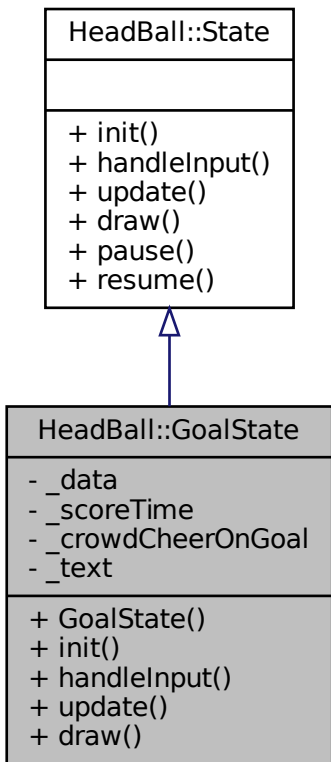 HeadBall::State
+ init()
+ handleInput()
+ update()
+ draw()
+ pause()
+ resume()
HeadBall::GoalState
- _data
- _scoreTime
- _crowdCheerOnGoal
- _text
+ GoalState()
+ init()
+ handleInput()
+ update()
+ draw()